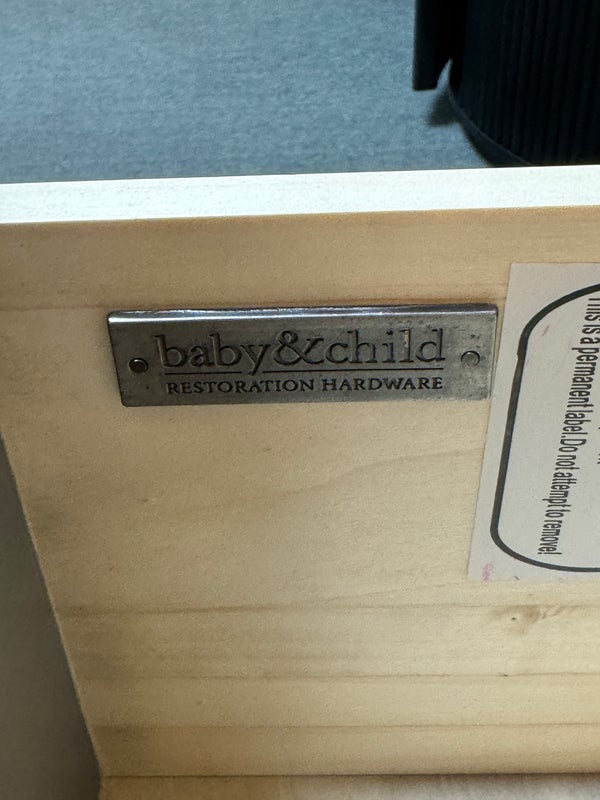 baby&child
RESTORATION HARDWARE
This is a permanent label. Do not attempt to remove!